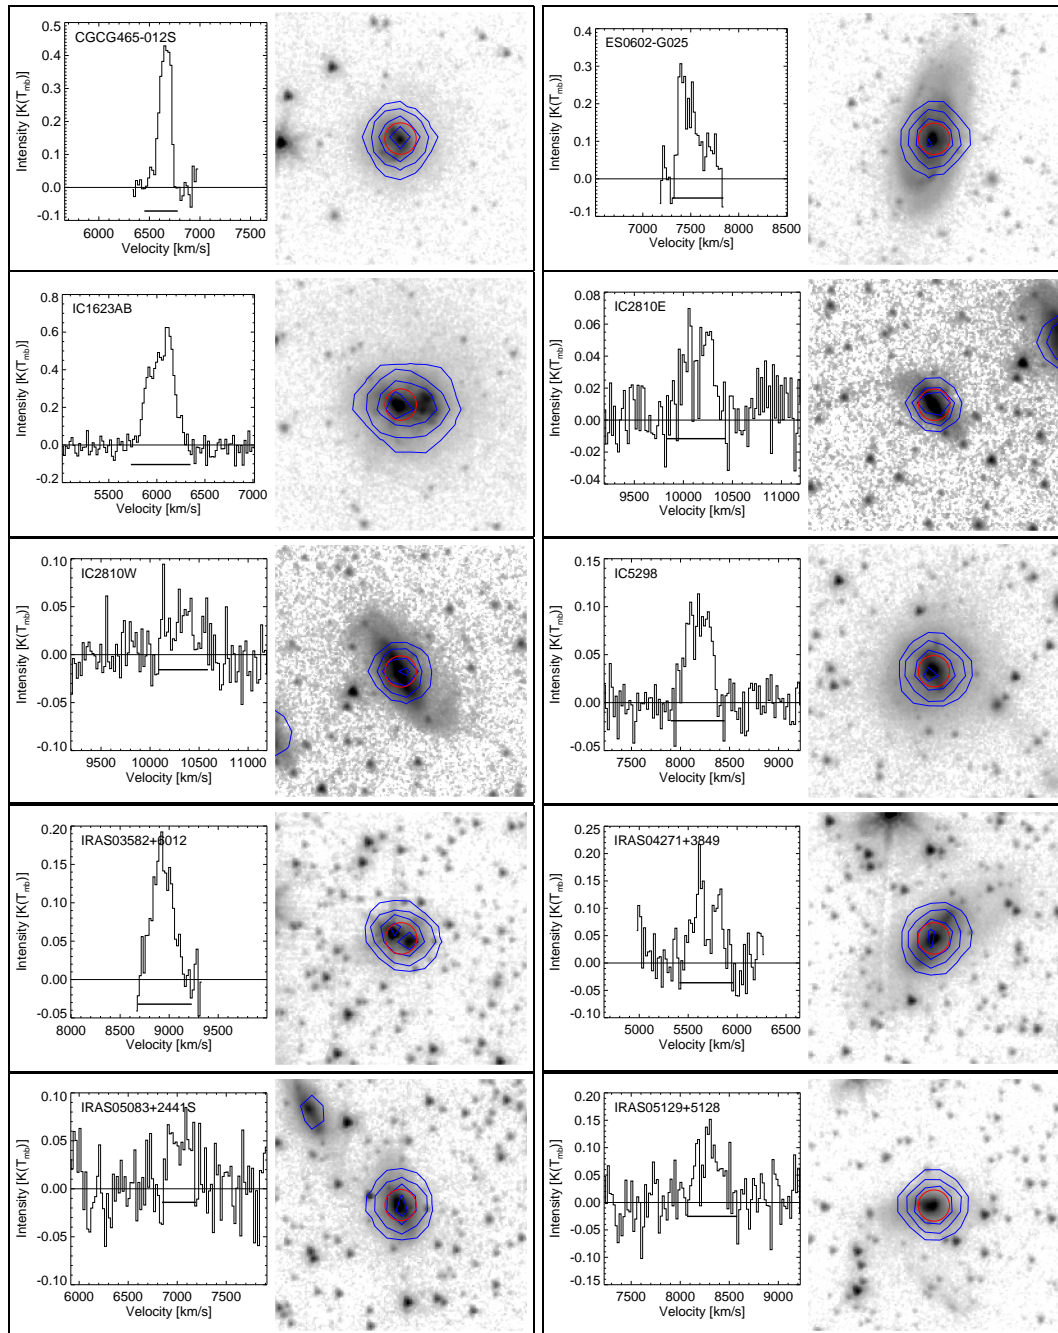 CGCG465-012S
Intensity [K(Tmb)]
0.5
0.4
0.3
0.2
0.1
0.0
-0.1
6000 6500 7000 7500
Velocity [km/s]
ES0602-G025
Intensity [K(Tmb)]
0.4
0.3
0.2
0.1
0.0
-0.1
7000 7500 8000 8500
Velocity [km/s]
IC1623AB
Intensity [K(Tmb)]
0.8
0.6
0.4
0.2
0.0
-0.2
5500 6000 6500 7000
Velocity [km/s]
IC2810E
Intensity [K(Tmb)]
0.08
0.06
0.04
0.02
0.00
-0.02
-0.04
9500 10000 10500 11000
Velocity [km/s]
IC2810W
Intensity [K(Tmb)]
0.10
0.05
0.00
-0.05
-0.10
9500 10000 10500 11000
Velocity [km/s]
IC5298
Intensity [K(Tmb)]
0.15
0.10
0.05
0.00
-0.05
7500 8000 8500 9000
Velocity [km/s]
IRAS03582+6012
Intensity [K(Tmb)]
0.20
0.15
0.10
0.05
0.00
-0.05
8000 8500 9000 9500
Velocity [km/s]
IRAS04271+3849
Intensity [K(Tmb)]
0.25
0.20
0.15
0.10
0.05
0.00
-0.05
-0.10
5000 5500 6000 6500
Velocity [km/s]
IRAS05083+2441S
Intensity [K(Tmb)]
0.10
0.05
0.00
-0.05
-0.10
6000 6500 7000 7500
Velocity [km/s]
IRAS05129+5128
Intensity [K(Tmb)]
0.20
0.15
0.10
0.05
0.00
-0.05
-0.10
-0.15
7500 8000 8500 9000
Velocity [km/s]